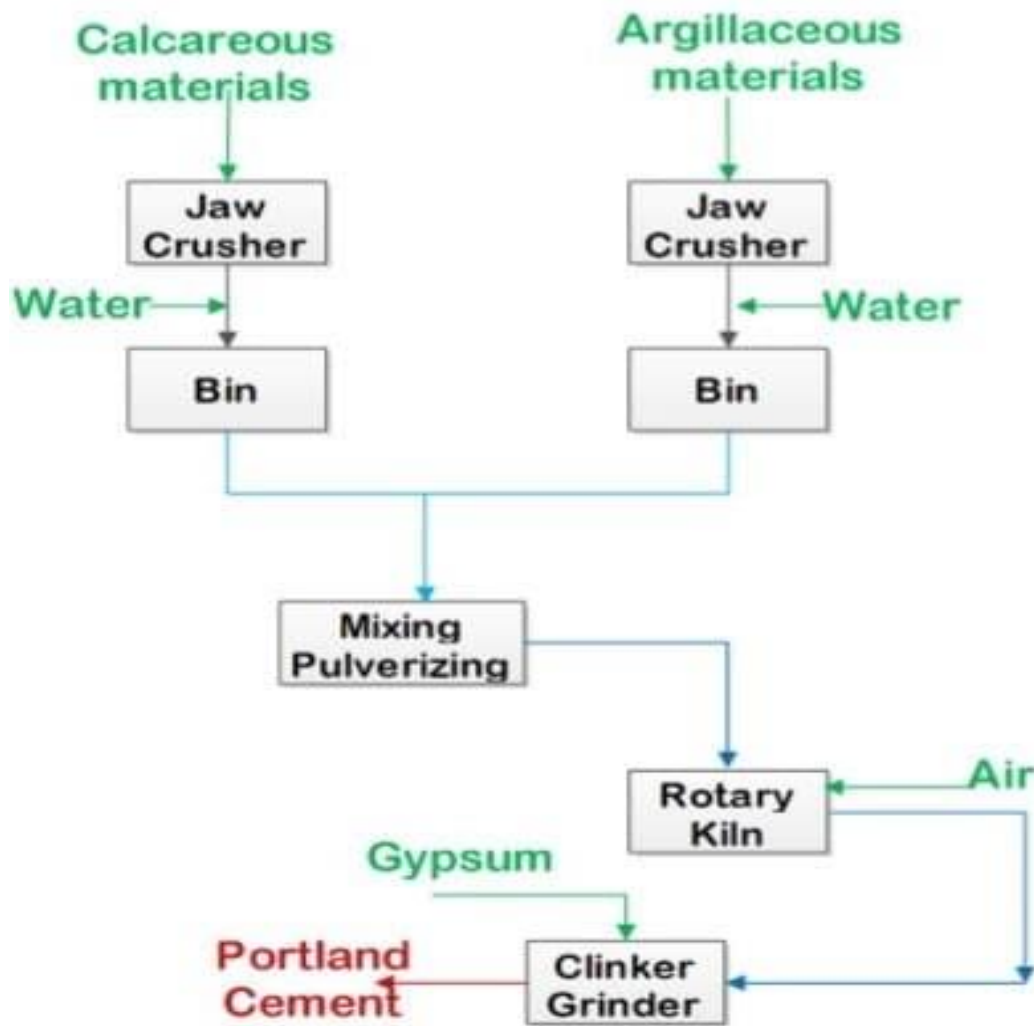 Calcareous
materials
Argillaceous
materials
Jaw
Crusher
Jaw
Crusher
Water
Water
Bin
Bin
Mixing
Pulverizing
Rotary
Kiln
Air
Gypsum
Portland
Cement
Clinker
Grinder